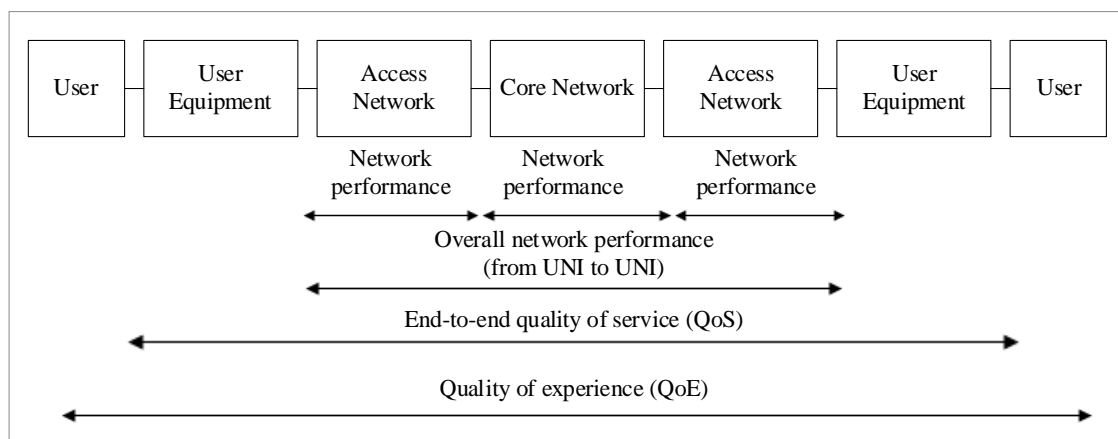 User
User
Equipment
Access
Network
Core Network
Access
Network
User
Equipment
User
Network
performance
Network
performance
Network
performance
Overall network performance
(from UNI to UNI)
End-to-end quality of service (QoS)
Quality of experience (QoE)